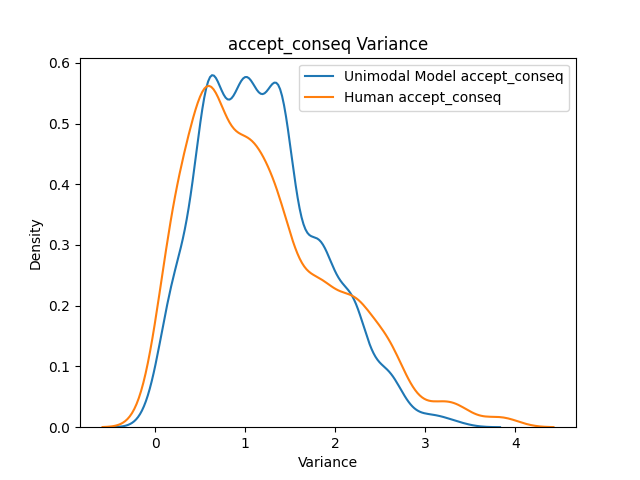 accept_conseq Variance
Unimodal Model accept_conseq
Human accept_conseq
0.6
0.5
0.4
0.3
0.2
0.1
0.0
Density
0 1 2 3 4
Variance